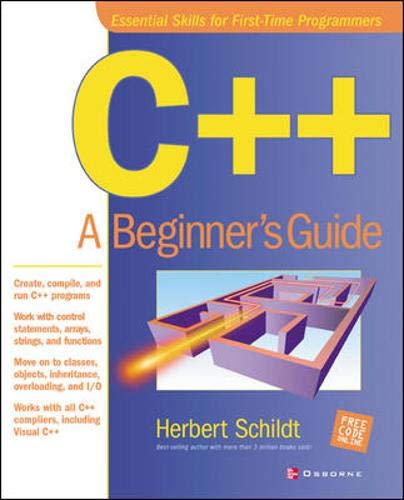 Essential Skills for First-Time Programmers
C++
A Beginner's Guide
Create, compile, and
run C++ programs
Work with control
statements, arrays,
strings, and functions
Move on to classes,
objects, inheritance,
overloading, and I/O
Works with all C++
compliers, including
Visual C++
Herbert Schildt
Best-selling author with more than 3 million books sold!
FREE
CODE
ONLINE
OSBORNE